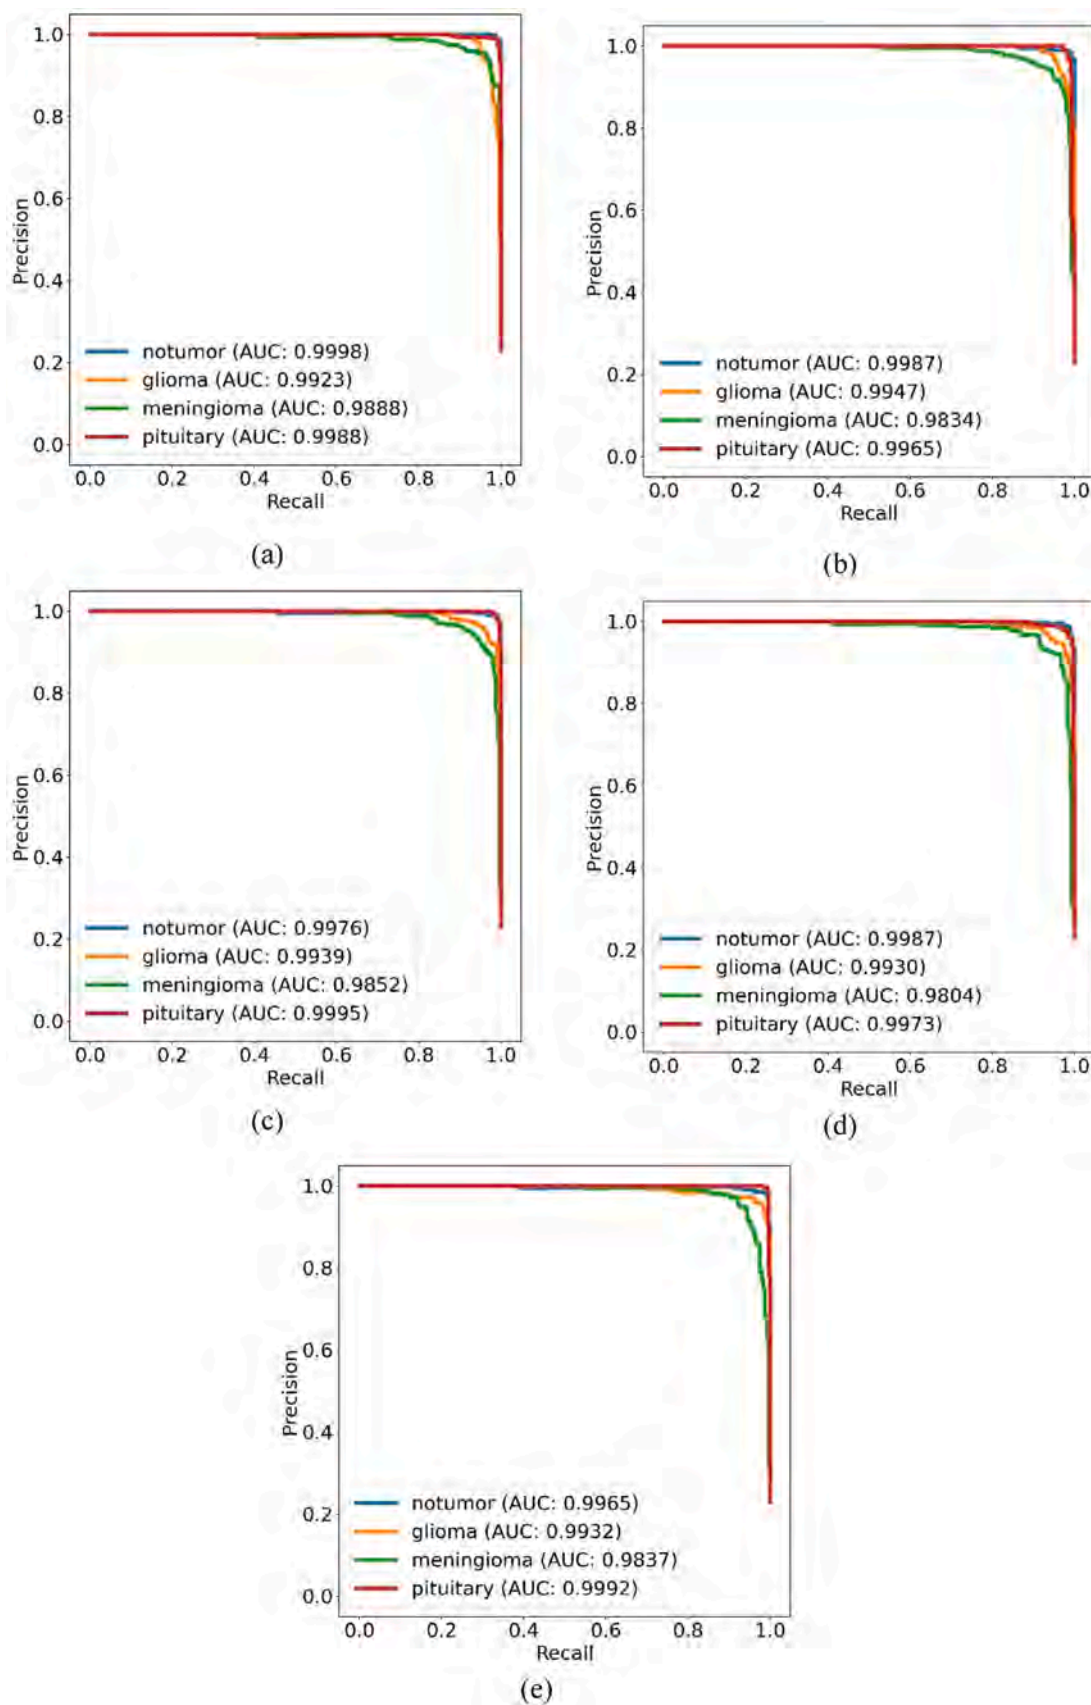 1.0
0.8
0.6
0.4
0.2
0.0
Precision
notumor (AUC: 0.9998)
glioma (AUC: 0.9923)
meningioma (AUC: 0.9888)
pituitary (AUC: 0.9988)
0.0 0.2 0.4 0.6 0.8 1.0
Recall
(a)
1.0
0.8
0.6
0.4
0.2
0.0
Precision
notumor (AUC: 0.9987)
glioma (AUC: 0.9947)
meningioma (AUC: 0.9834)
pituitary (AUC: 0.9965)
0.0 0.2 0.4 0.6 0.8 1.0
Recall
(b)
1.0
0.8
0.6
0.4
0.2
0.0
Precision
notumor (AUC: 0.9976)
glioma (AUC: 0.9939)
meningioma (AUC: 0.9852)
pituitary (AUC: 0.9995)
0.0 0.2 0.4 0.6 0.8 1.0
Recall
(c)
1.0
0.8
0.6
0.4
0.2
0.0
Precision
notumor (AUC: 0.9987)
glioma (AUC: 0.9930)
meningioma (AUC: 0.9804)
pituitary (AUC: 0.9973)
0.0 0.2 0.4 0.6 0.8 1.0
Recall
(d)
1.0
0.8
0.6
0.4
0.2
0.0
Precision
notumor (AUC: 0.9965)
glioma (AUC: 0.9932)
meningioma (AUC: 0.9837)
pituitary (AUC: 0.9992)
0.0 0.2 0.4 0.6 0.8 1.0
Recall
(e)